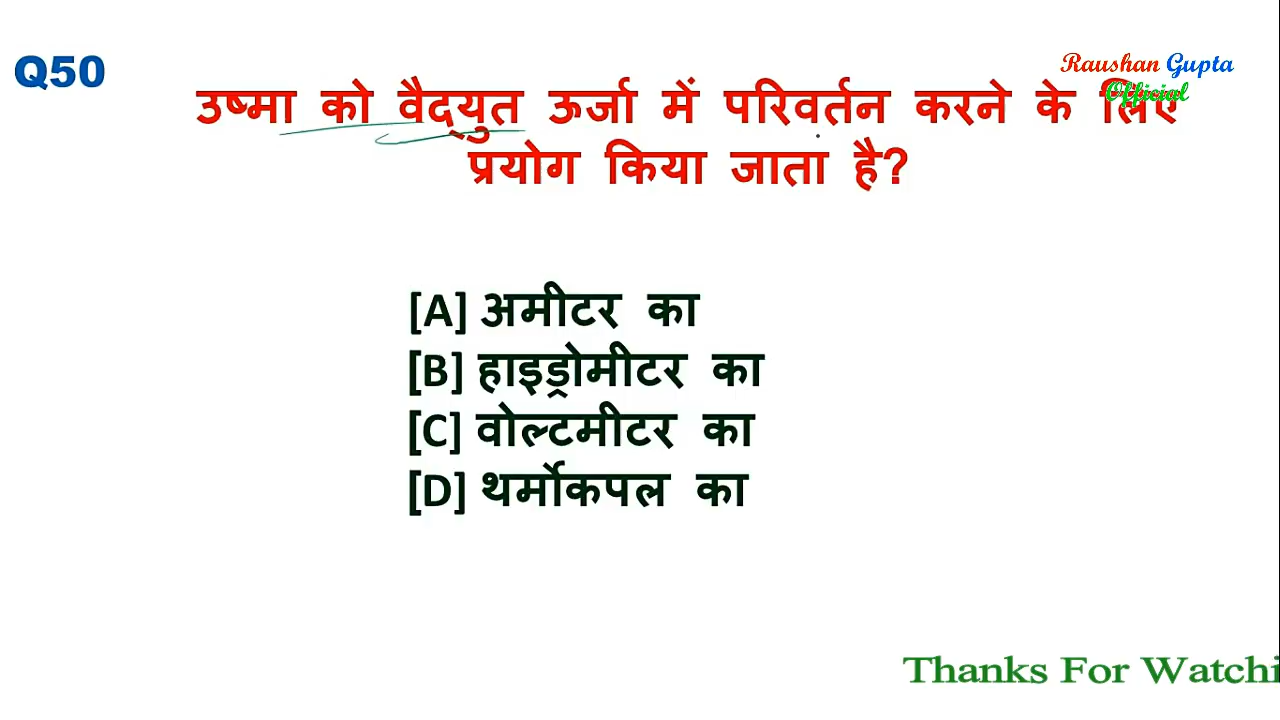 Q50
Raushan Gupta
Official
उष्मा को वैद्युत ऊर्जा में परिवर्तन करने के लिए
प्रयोग किया जाता है?
[A] अमीटर का
[B] हाइड्रोमीटर का
[C] वोल्टमीटर का
[D] थर्मोकपल का
Thanks For Watchi